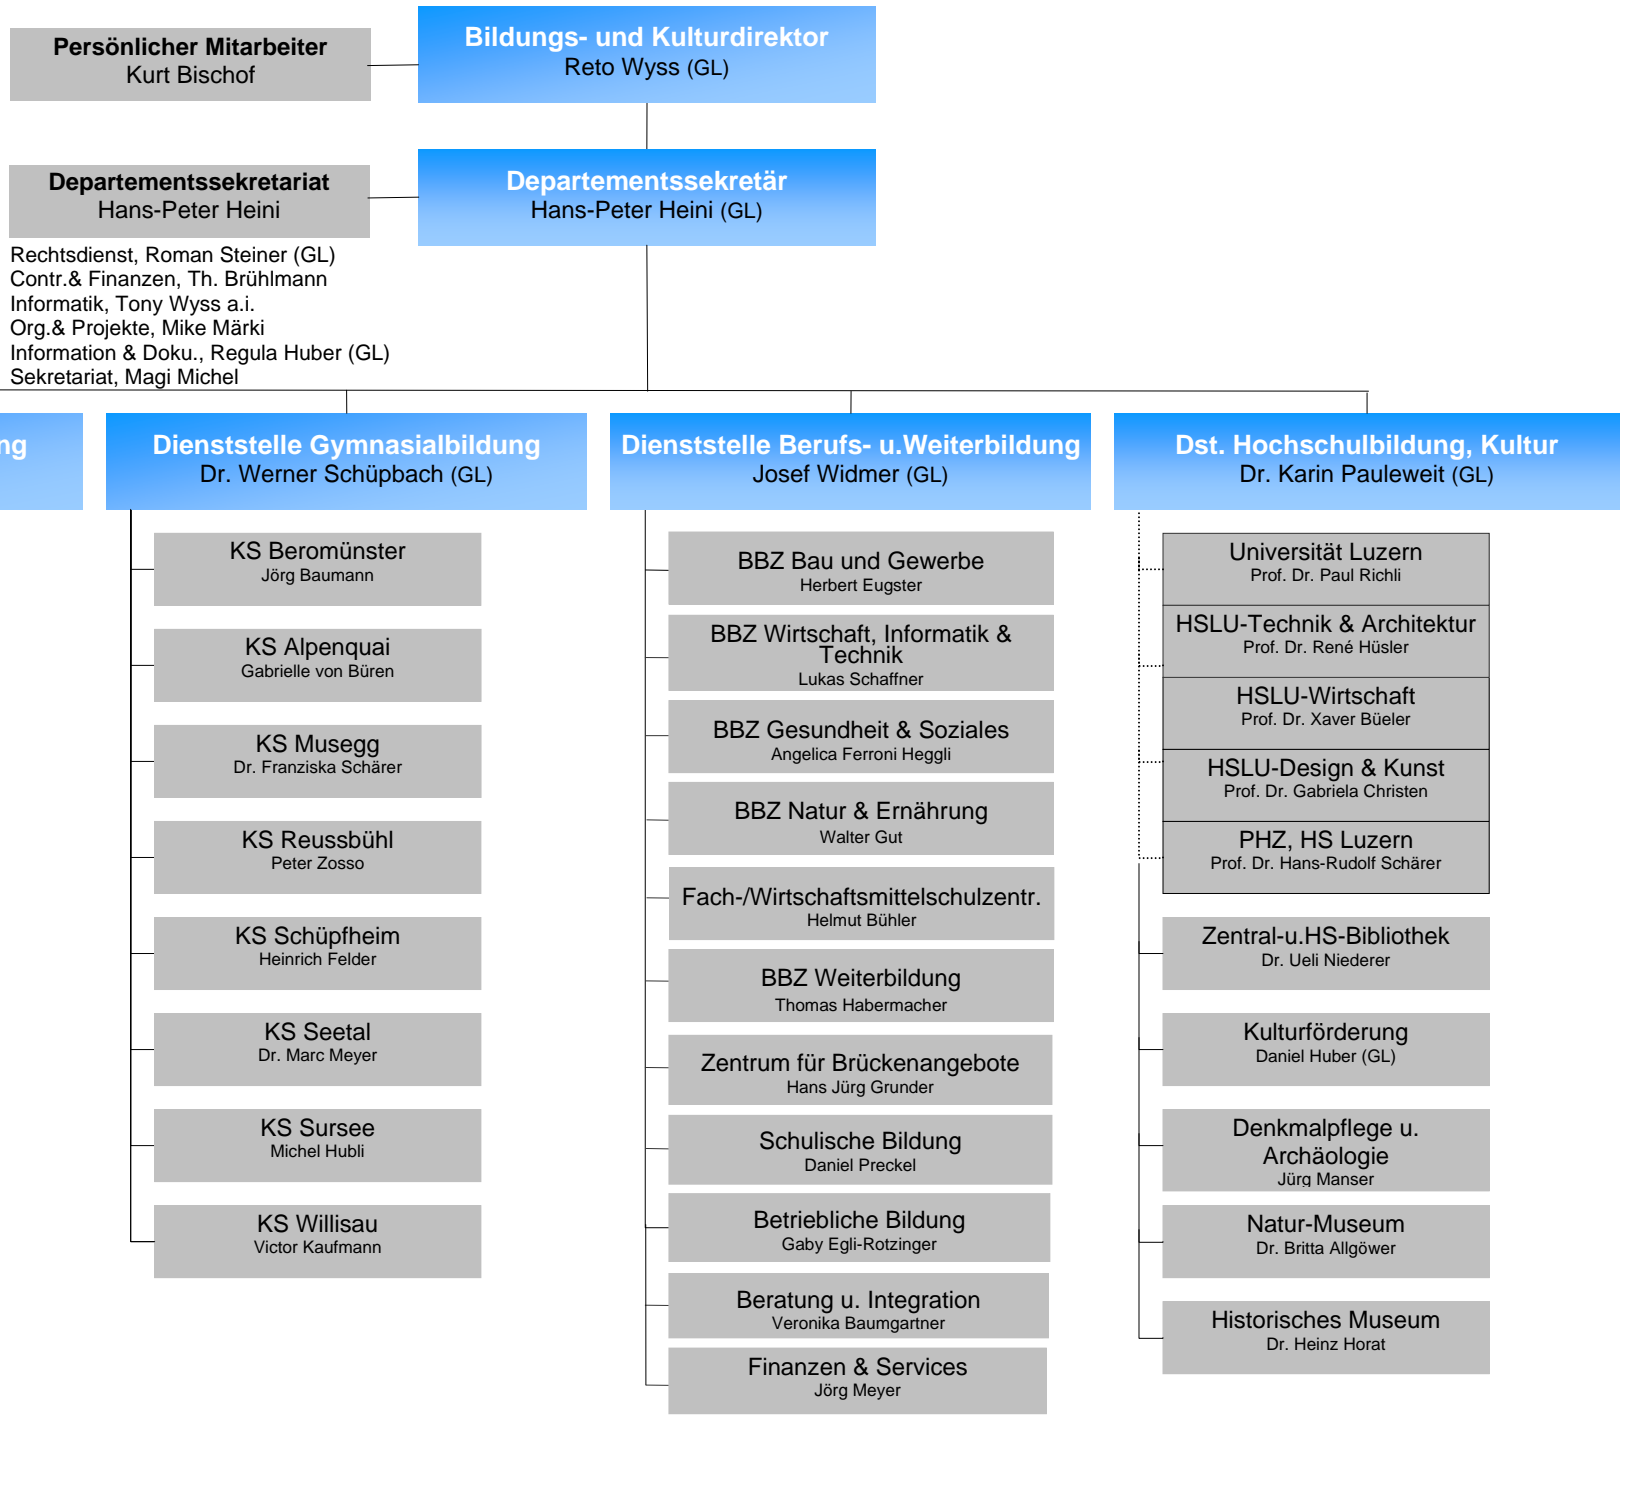 Persönlicher Mitarbeiter
Kurt Bischof
Bildungs- und Kulturdirektor
Reto Wyss (GL)
Departementssekretariat
Hans-Peter Heini
Departementssekretär
Hans-Peter Heini (GL)
Rechtsdienst, Roman Steiner (GL)
Contr.& Finanzen, Th. Brühlmann
Informatik, Tony Wyss a.i.
Org.& Projekte, Mike Märki
Information & Doku., Regula Huber (GL)
Sekretariat, Magi Michel
ng
Dienststelle Gymnasialbildung
Dr. Werner Schüpbach (GL)
KS Beromünster
Jörg Baumann
KS Alpenquai
Gabrielle von Büren
KS Musegg
Dr. Franziska Schärer
KS Reussbühl
Peter Zosso
KS Schüpfheim
Heinrich Felder
KS Seetal
Dr. Marc Meyer
KS Sursee
Michel Hubli
KS Willisau
Victor Kaufmann
Dienststelle Berufs- u.Weiterbildung
Josef Widmer (GL)
BBZ Bau und Gewerbe
Herbert Eugster
BBZ Wirtschaft, Informatik &
Technik
Lukas Schaffner
BBZ Gesundheit & Soziales
Angelica Ferroni Heggli
BBZ Natur & Ernährung
Walter Gut
Fach-/Wirtschaftsmittelschulzentr.
Helmut Bühler
BBZ Weiterbildung
Thomas Habermacher
Zentrum für Brückenangebote
Hans Jürg Grunder
Schulische Bildung
Daniel Preckel
Betriebliche Bildung
Gaby Egli-Rotzinger
Beratung u. Integration
Veronika Baumgartner
Finanzen & Services
Jörg Meyer
Dst. Hochschulbildung, Kultur
Dr. Karin Pauleweit (GL)
Universität Luzern
Prof. Dr. Paul Richli
HSLU-Technik & Architektur
Prof. Dr. René Hüsler
HSLU-Wirtschaft
Prof. Dr. Xaver Büeler
HSLU-Design & Kunst
Prof. Dr. Gabriela Christen
PHZ, HS Luzern
Prof. Dr. Hans-Rudolf Schärer
Zentral-u.HS-Bibliothek
Dr. Ueli Niederer
Kulturförderung
Daniel Huber (GL)
Denkmalpflege u.
Archäologie
Jürg Manser
Natur-Museum
Dr. Britta Allgöwer
Historisches Museum
Dr. Heinz Horat